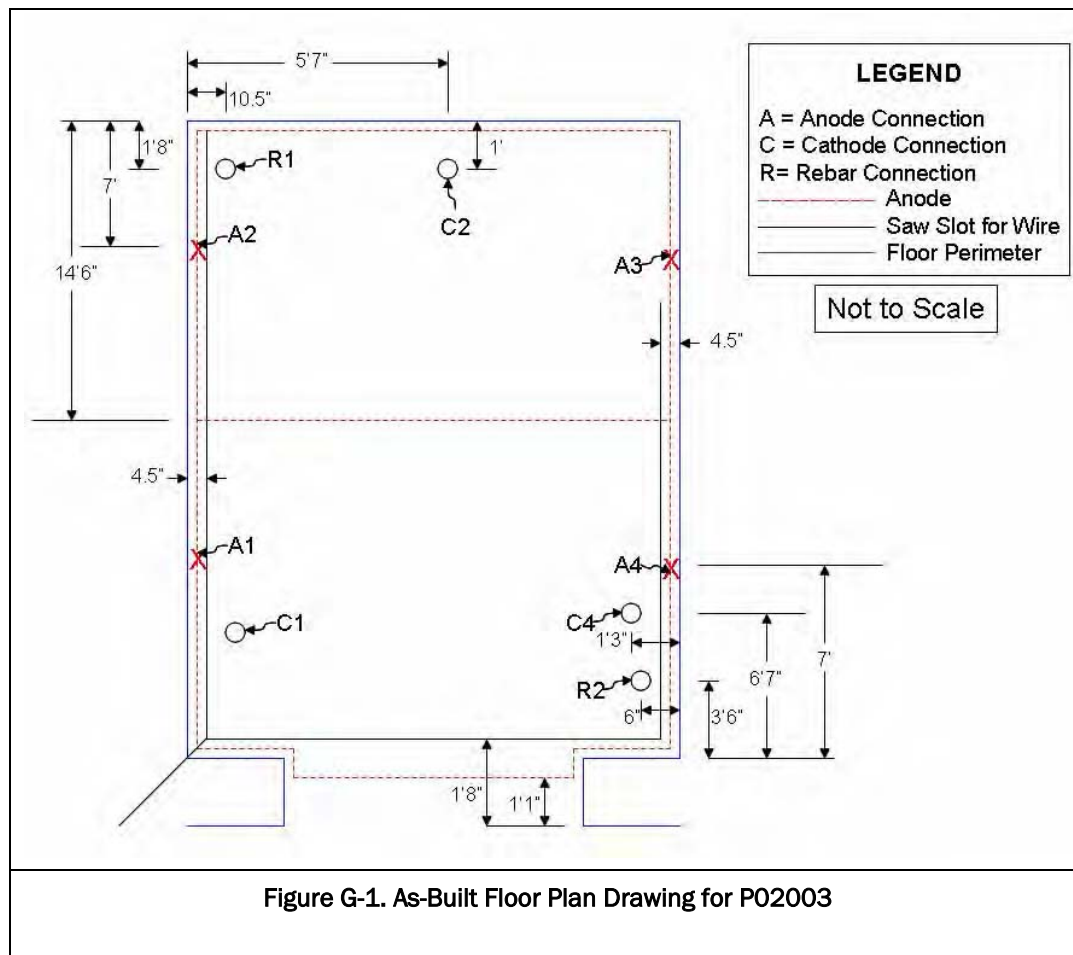 5'7"
10.5"
1'8"
7'
14'6"
R1
C2
1'
A2
A3
4.5"
4.5"
A1
A4
C1
C4
1'3"
R2
6"
7'
6'7"
3'6"
1'8"
1'1"
LEGEND
A = Anode Connection
C = Cathode Connection
R= Rebar Connection
Anode
Saw Slot for Wire
Floor Perimeter
Not to Scale
Figure G-1. As-Built Floor Plan Drawing for P02003